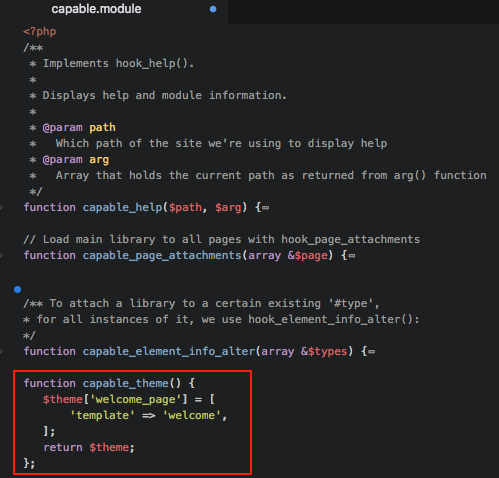 capable.module
<?php
/**
 * Implements hook_help().
 *
 * Displays help and module information.
 *
 * @param path
 *   Which path of the site we're using to display help
 * @param arg
 *   Array that holds the current path as returned from arg() function
 */
function capable_help($path, $arg) {
// Load main library to all pages with hook_page_attachments
function capable_page_attachments(array &$page) {
/** To attach a library to a certain existing '#type',
* for all instances of it, we use hook_element_info_alter():
*/
function capable_element_info_alter(array &$types) {
function capable_theme() {
   $theme['welcome_page'] = [
       'template' => 'welcome',
   ];
   return $theme;
};